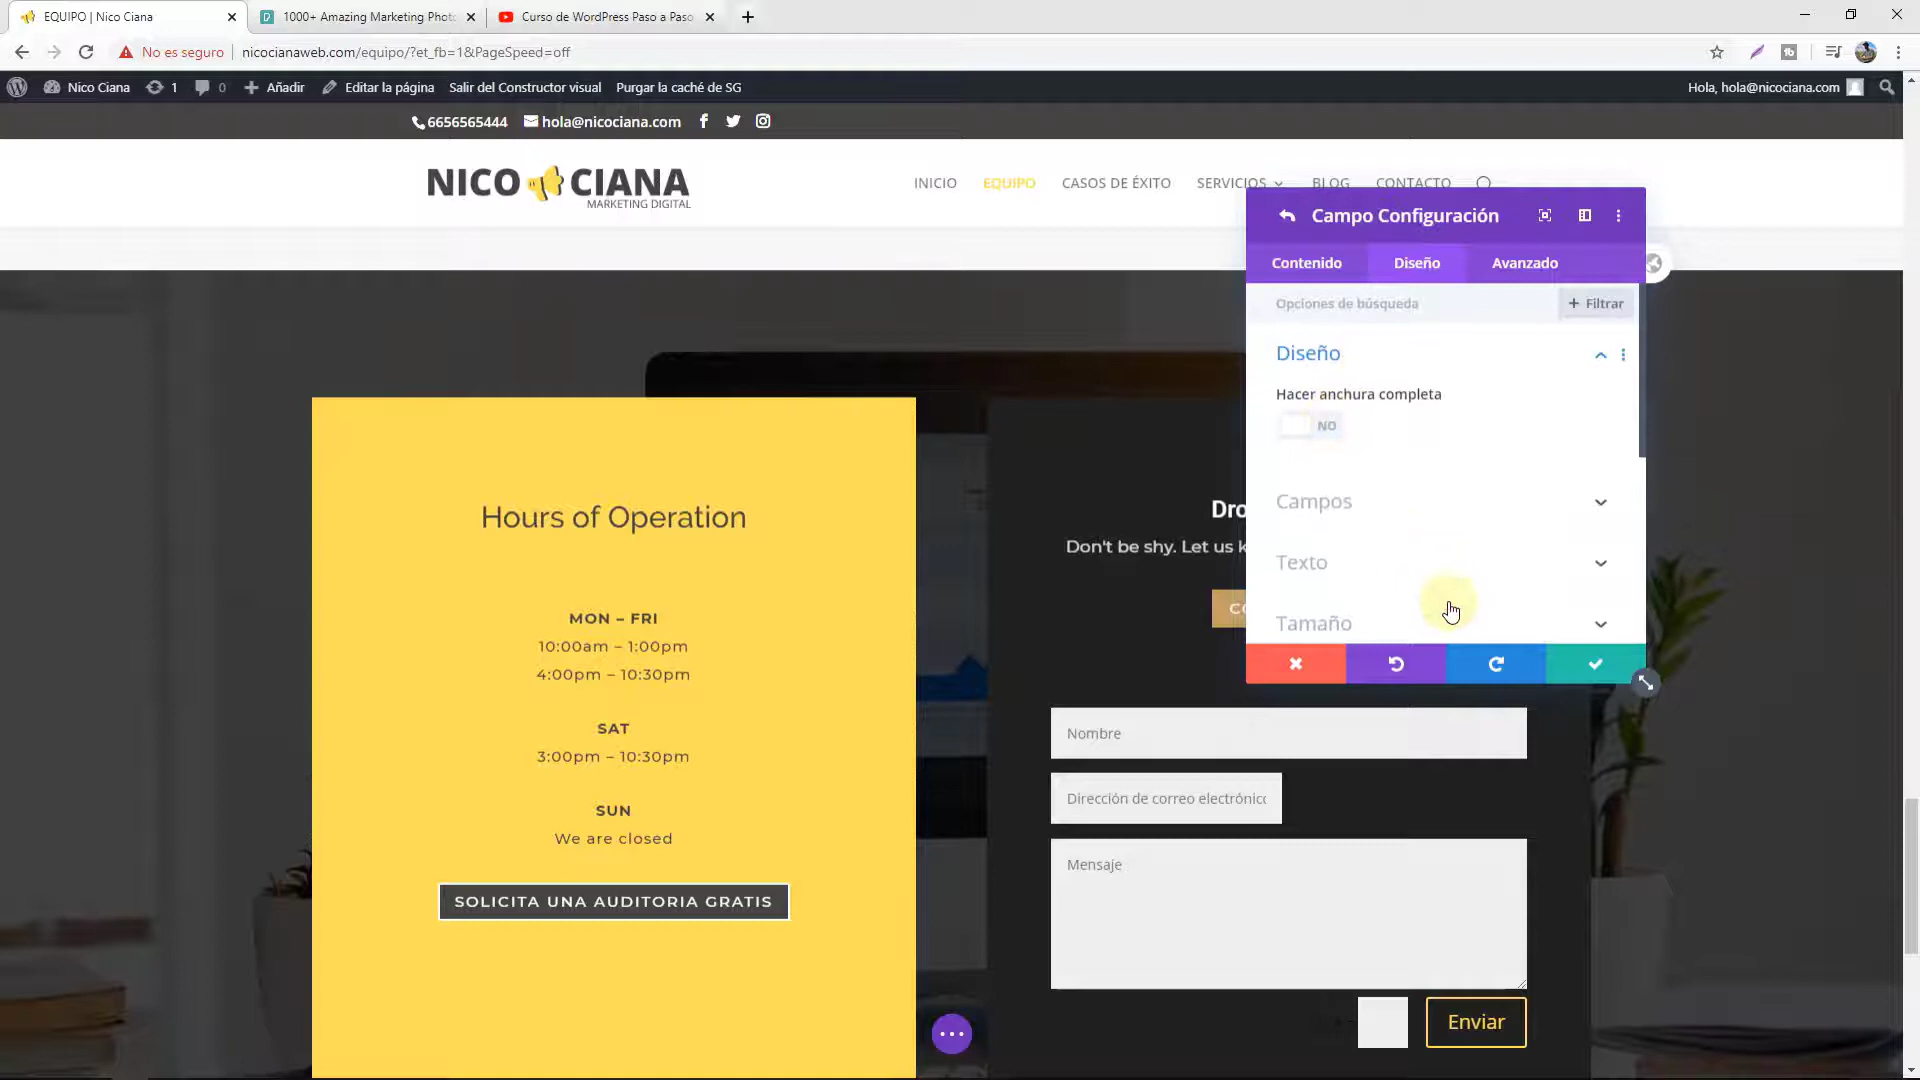 EQUIPO | Nico Ciana
1000+ Amazing Marketing Phot
Curso de WordPress Paso a Paso
No es seguro
nicocianaweb.com/equipo/?et_fb=1&PageSpeed=off
Nico Ciana
1
0
Añadir
Editar la página
Salir del Constructor visual
Purgar la caché de SG
Hola, hola@nicociana.com
6656565444
hola@nicociana.com
NICO CIANA
MARKETING DIGITAL
INICIO
EQUIPO
CASOS DE ÉXITO
SERVICIOS
BLOG
CONTACTO
Campo Configuración
Contenido
Diseño
Avanzado
Opciones de búsqueda
+ Filtrar
Diseño
Hacer anchura completa
NO
Campos
Texto
Tamaño
Hours of Operation
MON – FRI
10:00am – 1:00pm
4:00pm – 10:30pm
SAT
3:00pm – 10:30pm
SUN
We are closed
SOLICITA UNA AUDITORIA GRATIS
Dro
Don't be shy. Let us k
Nombre
Dirección de correo electrónico
Mensaje
Enviar